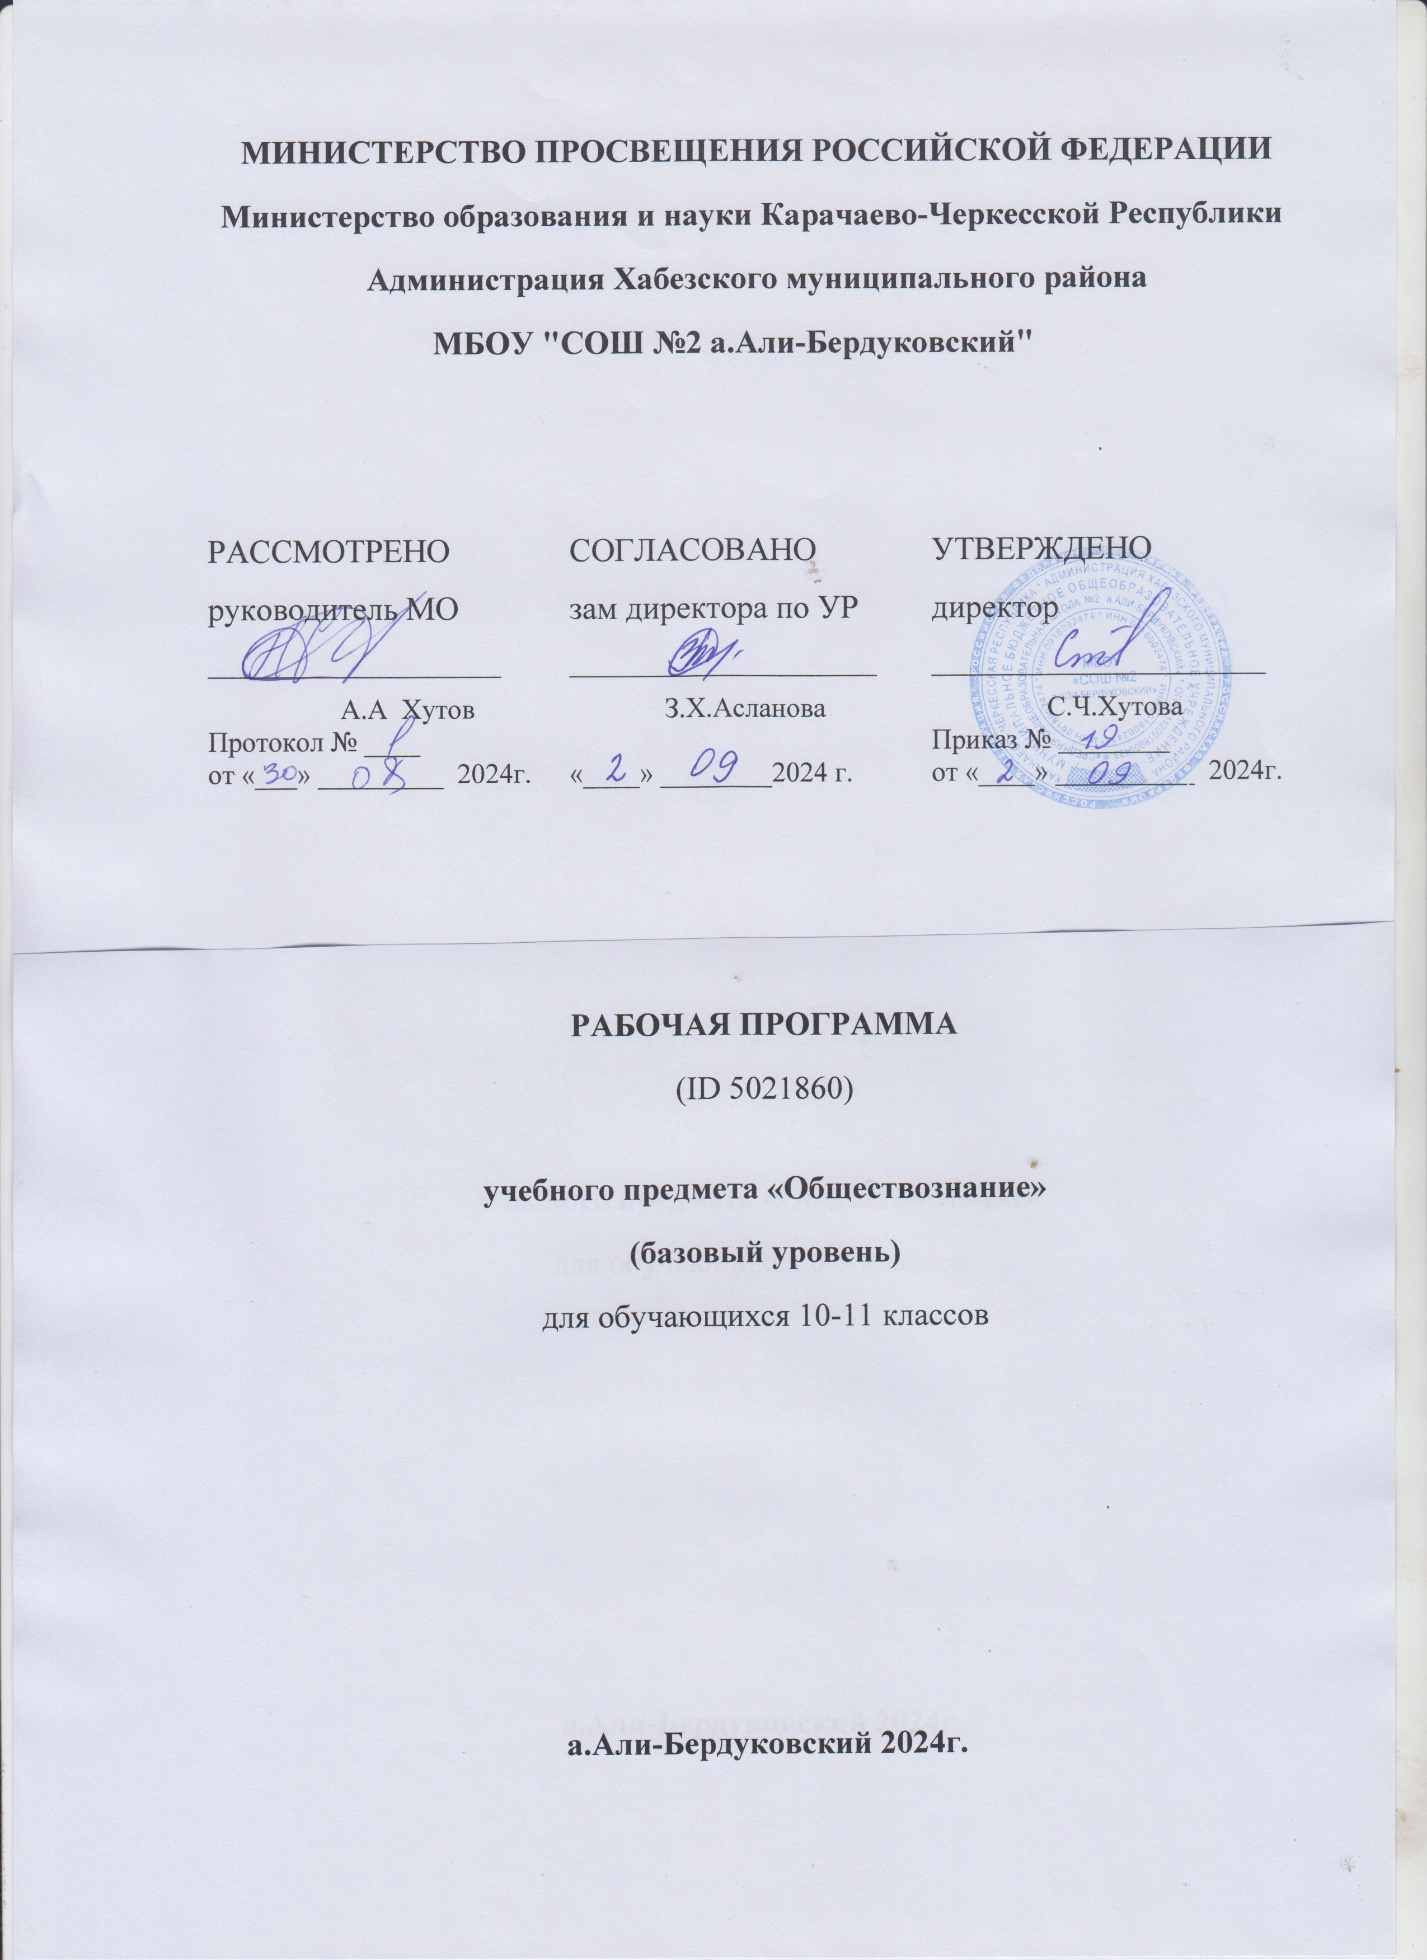 МИНИСТЕРСТВО ПРОСВЕЩЕНИЯ РОССИЙСКОЙ ФЕДЕРАЦИИ
Министерство образования и науки Карачаево-Черкесской Республики
Администрация Хабезского муниципального района
МБОУ "СОШ №2 а.Али-Бердуковский"
РАССМОТРЕНО
руководитель МО
А.А Хутов
Протокол № 1
от «30» 08 2024г.
СОГЛАСОВАНО
зам директора по УР
З.Х.Асланова
«2» 09 2024 г.
УТВЕРЖДЕНО
директор
С.Ч.Хутова
Приказ № 19
от «2» 09 2024г.
«СОШ №2
РАБОЧАЯ ПРОГРАММА
(ID 5021860)
учебного предмета «Обществознание»
(базовый уровень)
для обучающихся 10-11 классов
а.Али-Бердуковский 2024г.